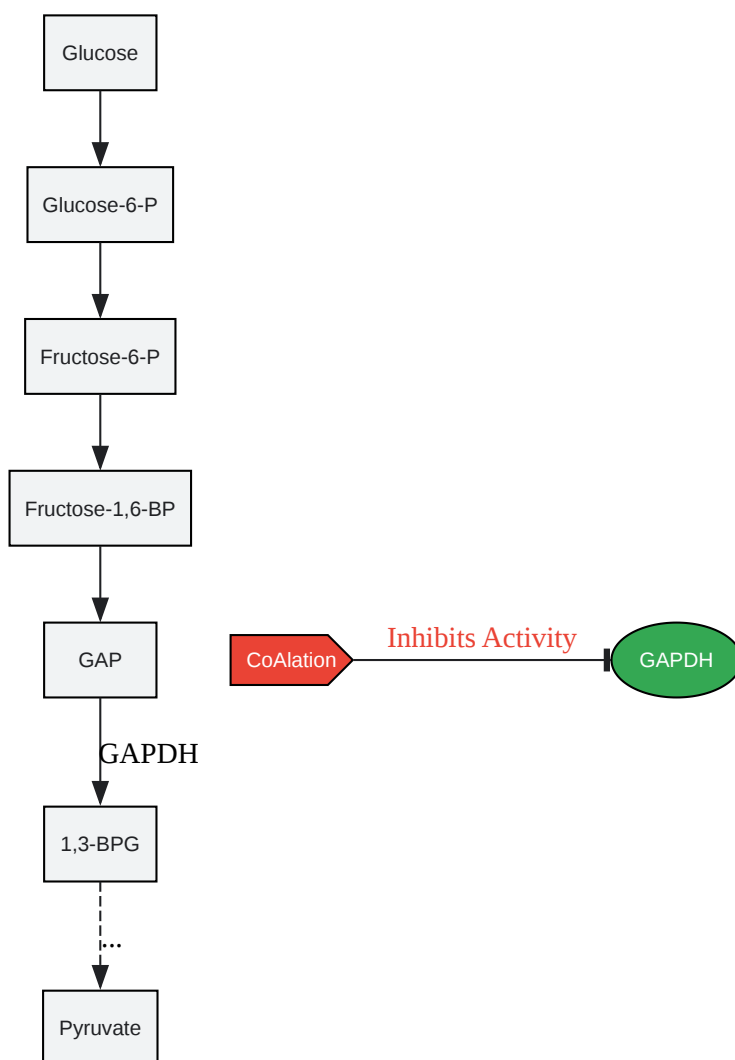 Glucose
Glucose-6-P
Fructose-6-P
Fructose-1,6-BP
GAP
CoAlation
Inhibits Activity
GAPDH
GAPDH
1,3-BPG
...
Pyruvate